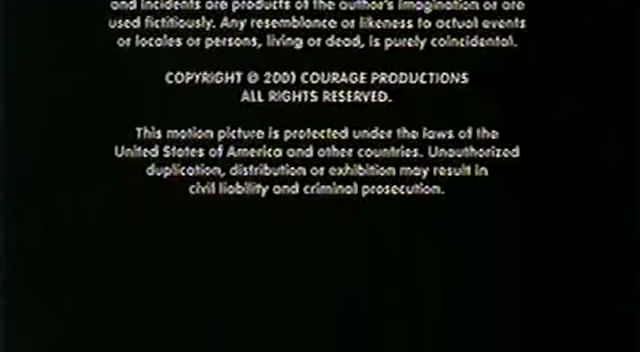 and incidents are products of the author's imagination or are
used fictitiously. Any resemblance or likeness to actual events
or locales or persons, living or dead, is purely coincidental.
COPYRIGHT © 2001 COURAGE PRODUCTIONS
ALL RIGHTS RESERVED.
This motion picture is protected under the laws of the
United States of America and other countries. Unauthorized
duplication, distribution or exhibition may result in
civil liability and criminal prosecution.